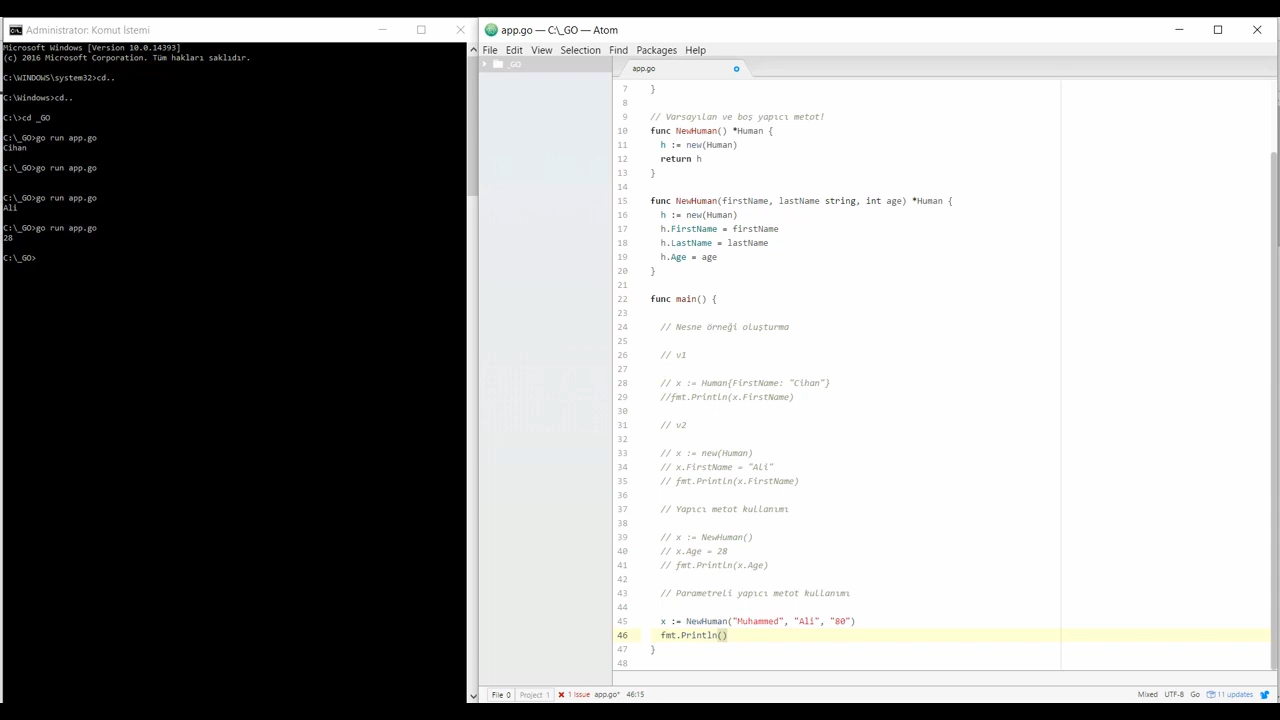 Administrator: Komut İstemi
Microsoft Windows [Version 10.0.14393]
(c) 2016 Microsoft Corporation. Tüm hakları saklıdır.
C:\WINDOWS\system32>cd..
C:\Windows>cd..
C:\>cd _GO
C:\_GO>go run app.go
Cihan
C:\_GO>go run app.go
C:\_GO>go run app.go
Ali
C:\_GO>go run app.go
28
C:\_GO>
app.go — C:\_GO — Atom
File Edit View Selection Find Packages Help
_GO
app.go
7 }
8
9 // Varsayılan ve boş yapıcı metot!
10 func NewHuman() *Human {
11 h := new(Human)
12 return h
13 }
14
15 func NewHuman(firstName, lastName string, int age) *Human {
16 h := new(Human)
17 h.FirstName = firstName
18 h.LastName = lastName
19 h.Age = age
20 }
21
22 func main() {
23
24 // Nesne örneği oluşturma
25
26 // v1
27
28 // x := Human{FirstName: "Cihan"}
29 //fmt.Println(x.FirstName)
30
31 // v2
32
33 // x := new(Human)
34 // x.FirstName = "Ali"
35 // fmt.Println(x.FirstName)
36
37 // Yapıcı metot kullanımı
38
39 // x := NewHuman()
40 // x.Age = 28
41 // fmt.Println(x.Age)
42
43 // Parametreli yapıcı metot kullanımı
44
45 x := NewHuman("Muhammed", "Ali", "80")
46 fmt.Println()
47 }
48
File 0 Project 1 1 Issue app.go* 46:15 Mixed UTF-8 Go 11 updates